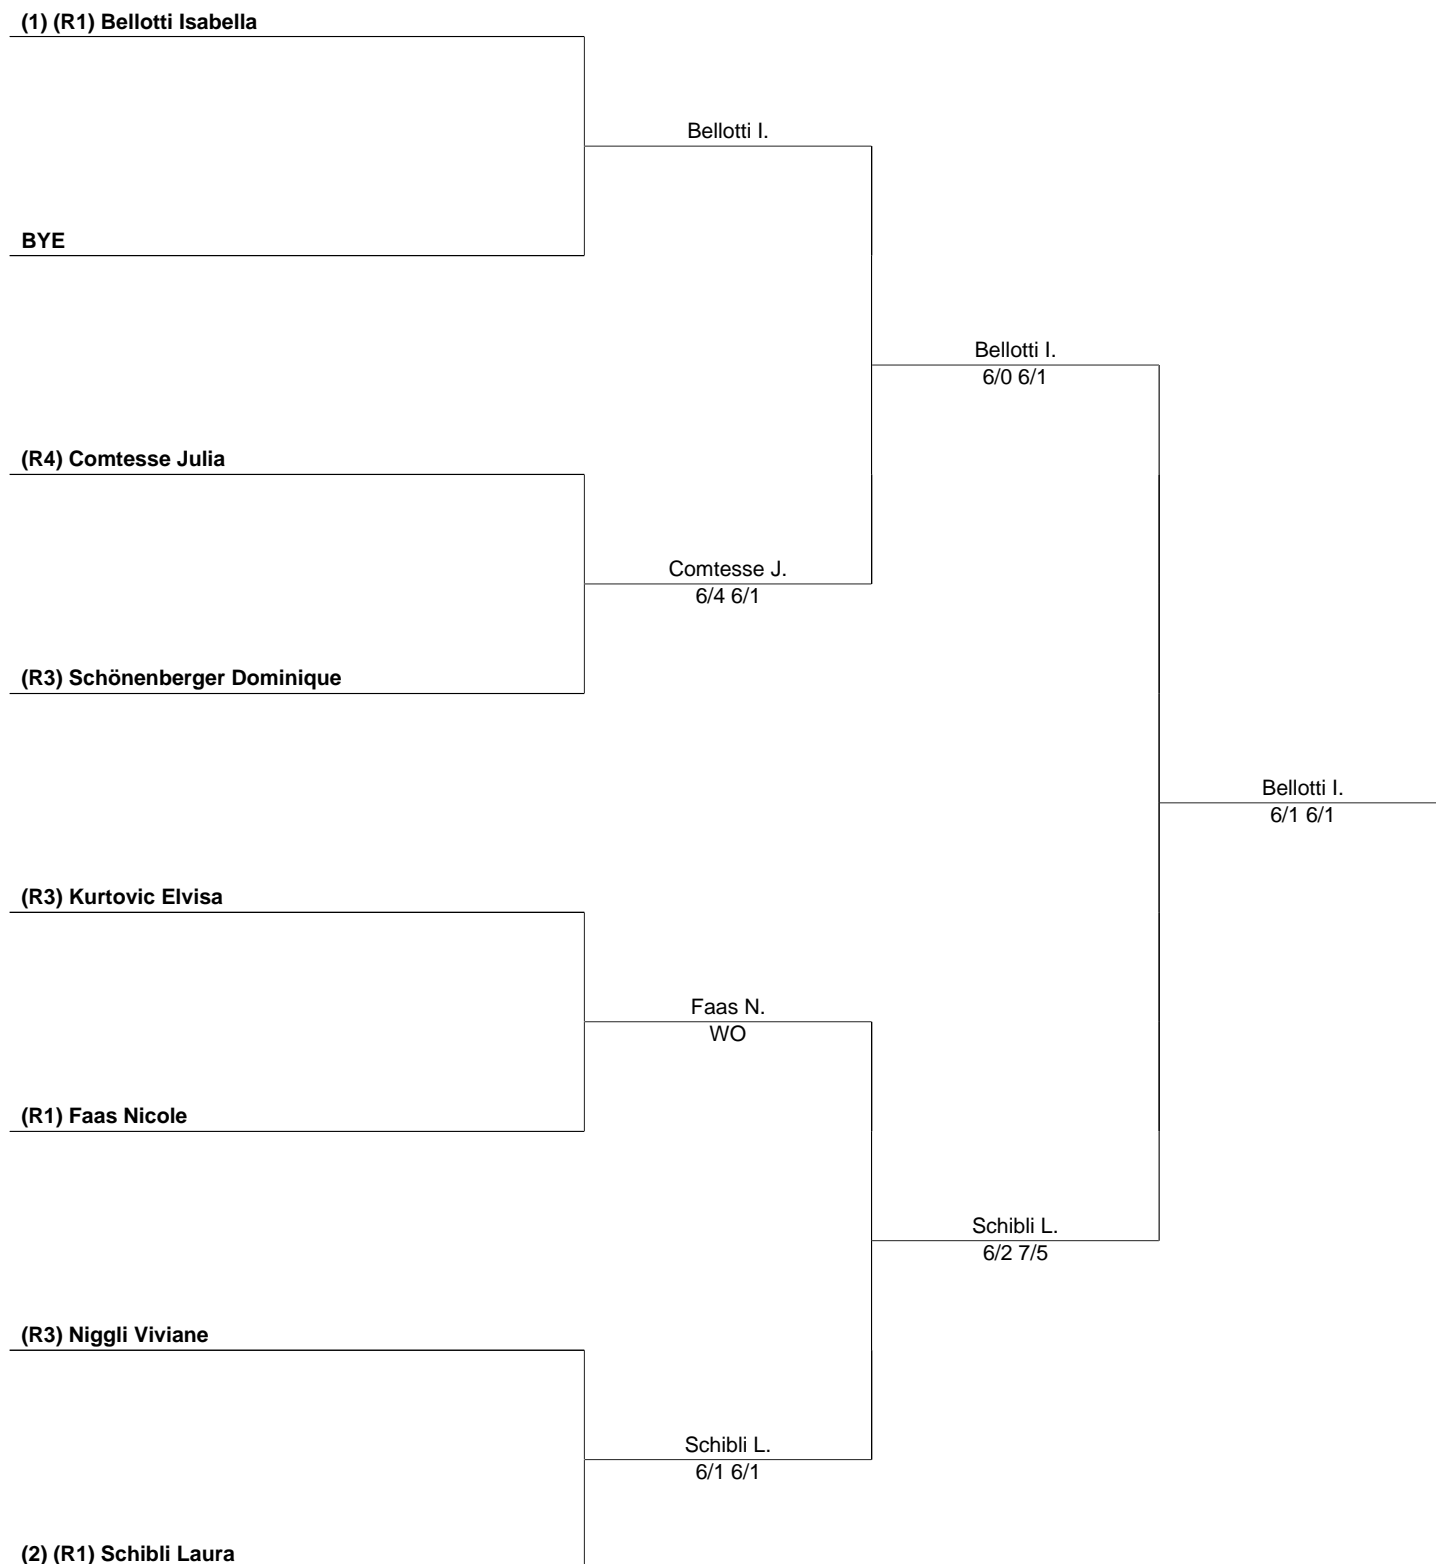 (1) (R1) Bellotti Isabella
Bellotti I.
BYE
Bellotti I.
6/0 6/1
(R4) Comtesse Julia
Comtesse J.
6/4 6/1
(R3) Schönenberger Dominique
Bellotti I.
6/1 6/1
(R3) Kurtovic Elvisa
Faas N.
WO
(R1) Faas Nicole
Schibli L.
6/2 7/5
(R3) Niggli Viviane
Schibli L.
6/1 6/1
(2) (R1) Schibli Laura